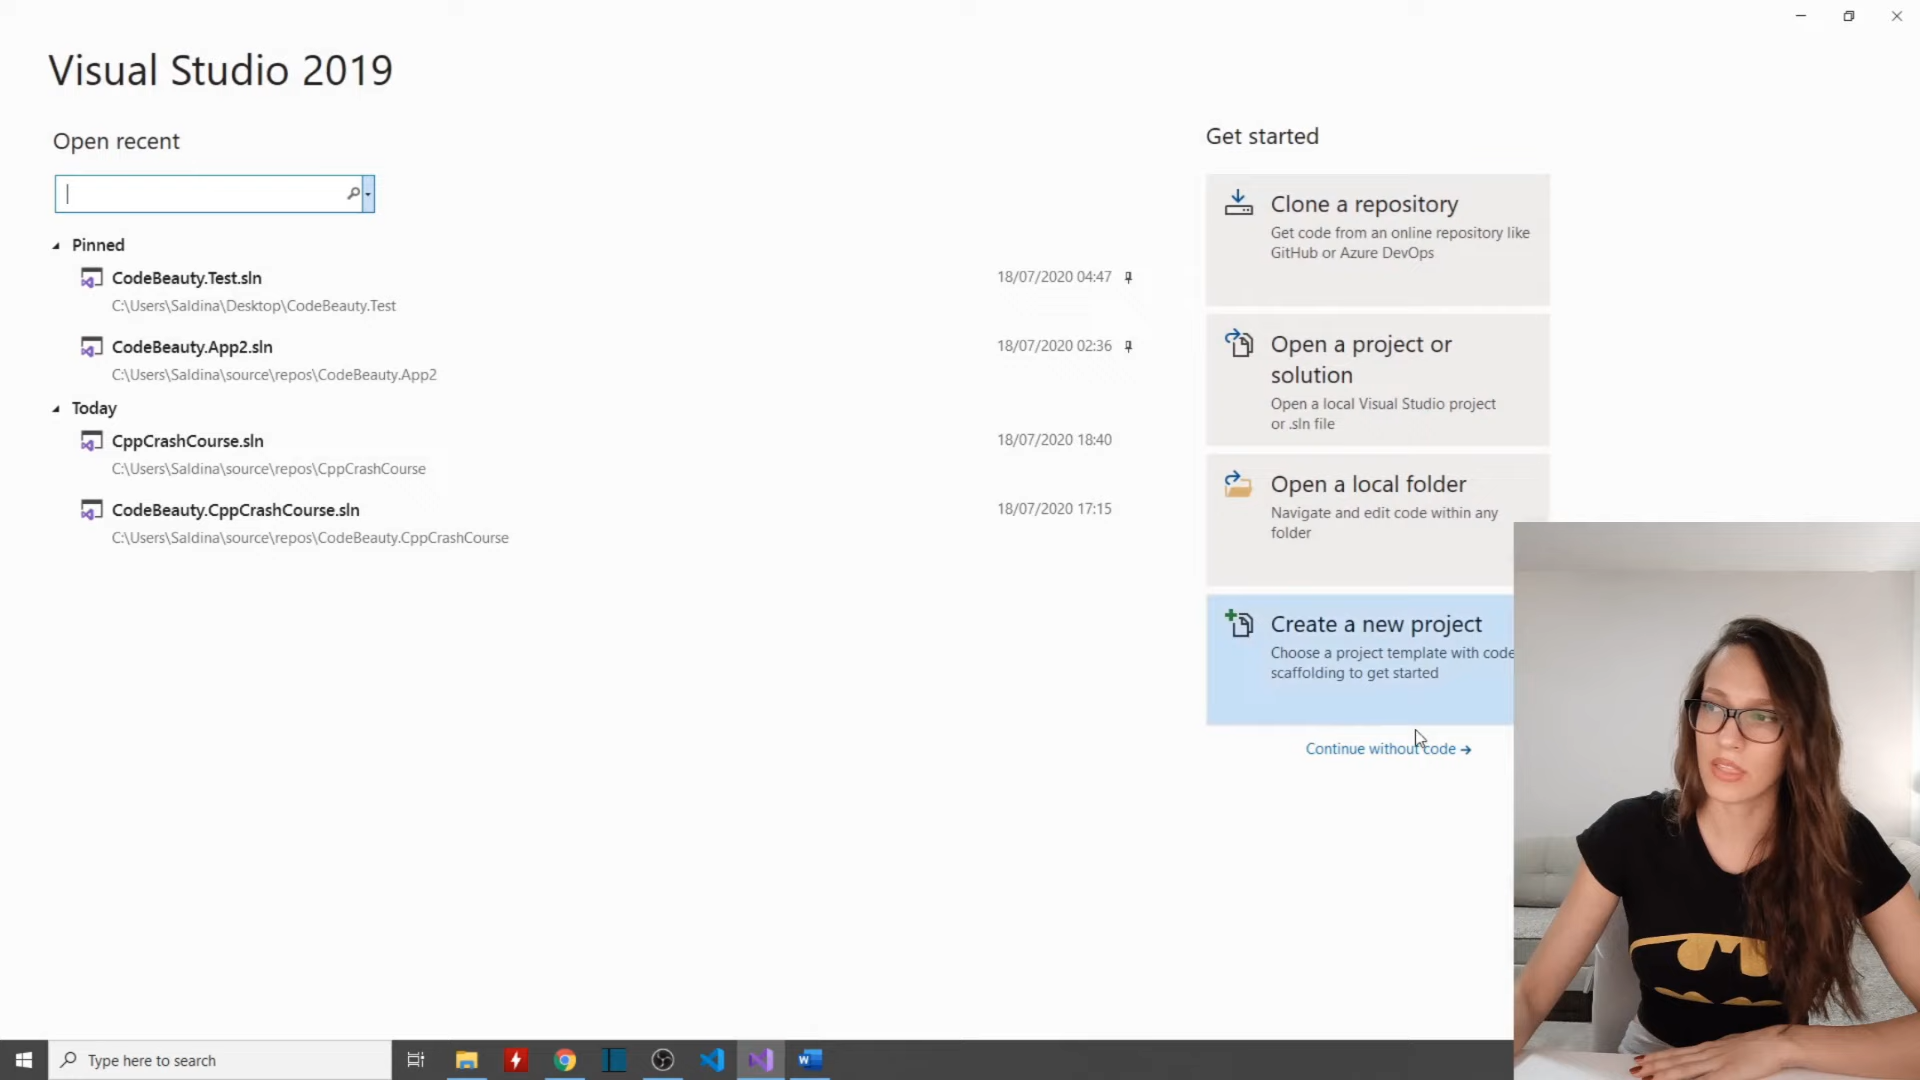 Visual Studio 2019
Open recent
Pinned
CodeBeauty.Test.sln
18/07/2020 04:47
C:\Users\Saldina\Desktop\CodeBeauty.Test
CodeBeauty.App2.sln
18/07/2020 02:36
C:\Users\Saldina\source\repos\CodeBeauty.App2
Today
CppCrashCourse.sln
18/07/2020 18:40
C:\Users\Saldina\source\repos\CppCrashCourse
CodeBeauty.CppCrashCourse.sln
18/07/2020 17:15
C:\Users\Saldina\source\repos\CodeBeauty.CppCrashCourse
Get started
Clone a repository
Get code from an online repository like
GitHub or Azure DevOps
Open a project or
solution
Open a local Visual Studio project
or .sln file
Open a local folder
Navigate and edit code within any
folder
Create a new project
Choose a project template with code
scaffolding to get started
Continue without code →
Type here to search